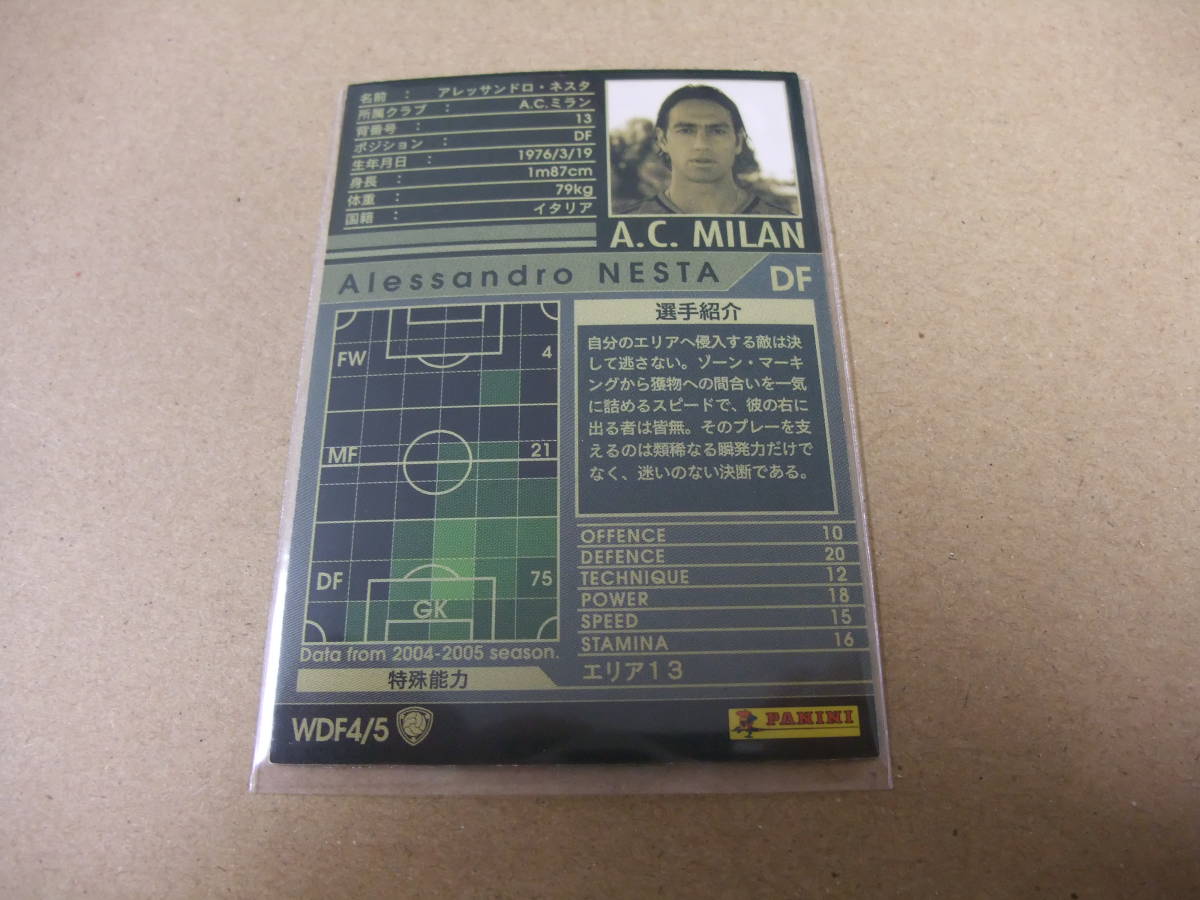 名前 : アレッサンドロ・ネスタ
所属クラブ : A.C.ミラン
背番号 : 13
ポジション : DF
生年月日 : 1976/3/19
身長 : 1m87cm
体重 : 79kg
国籍 : イタリア
A.C. MILAN
Alessandro NESTA
DF
FW 4
MF 21
DF 75
GK
Data from 2004-2005 season.
選手紹介
自分のエリアへ侵入する敵は決
して逃さない。ゾーン・マーキ
ングから獲物への間合いを一気
に詰めるスピードで、彼の右に
出る者は皆無。そのプレーを支
えるのは類稀なる瞬発力だけで
なく、迷いのない決断である。
OFFENCE 10
DEFENCE 20
TECHNIQUE 12
POWER 18
SPEED 15
STAMINA 16
特殊能力 エリア13
WDF4/5
PANINI